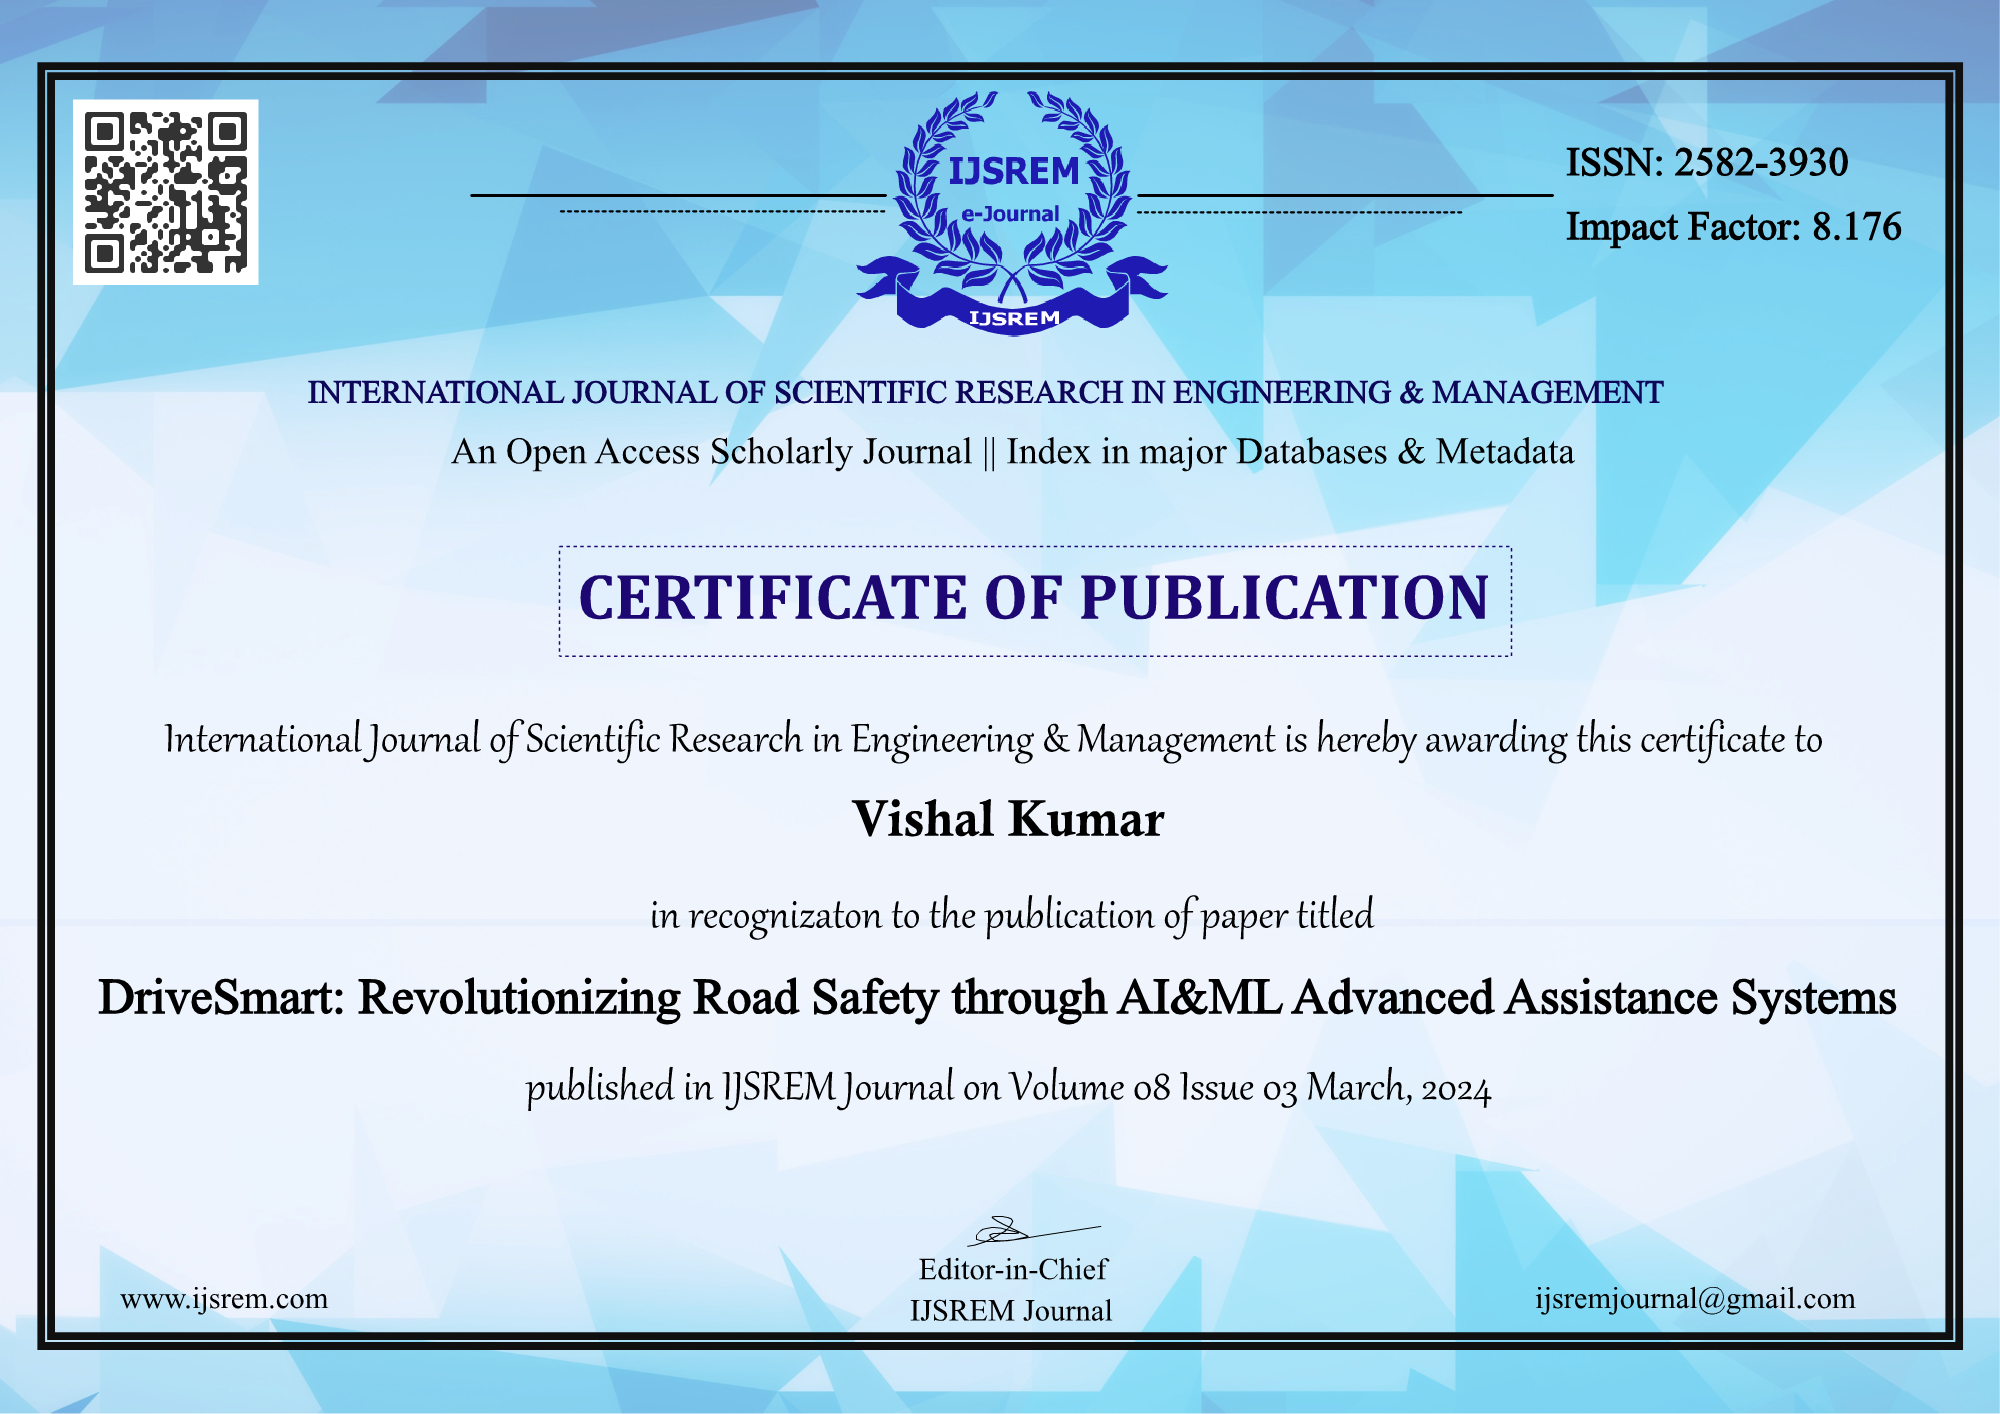 IJSREM
e-Journal
IJSREM
ISSN: 2582-3930
Impact Factor: 8.176
INTERNATIONAL JOURNAL OF SCIENTIFIC RESEARCH IN ENGINEERING & MANAGEMENT
An Open Access Scholarly Journal || Index in major Databases & Metadata
CERTIFICATE OF PUBLICATION
International Journal of Scientific Research in Engineering & Management is hereby awarding this certificate to
Vishal Kumar
in recognizaton to the publication of paper titled
DriveSmart: Revolutionizing Road Safety through AI&ML Advanced Assistance Systems
published in IJSREM Journal on Volume 08 Issue 03 March, 2024
Editor-in-Chief
IJSREM Journal
www.ijsrem.com
ijsremjournal@gmail.com